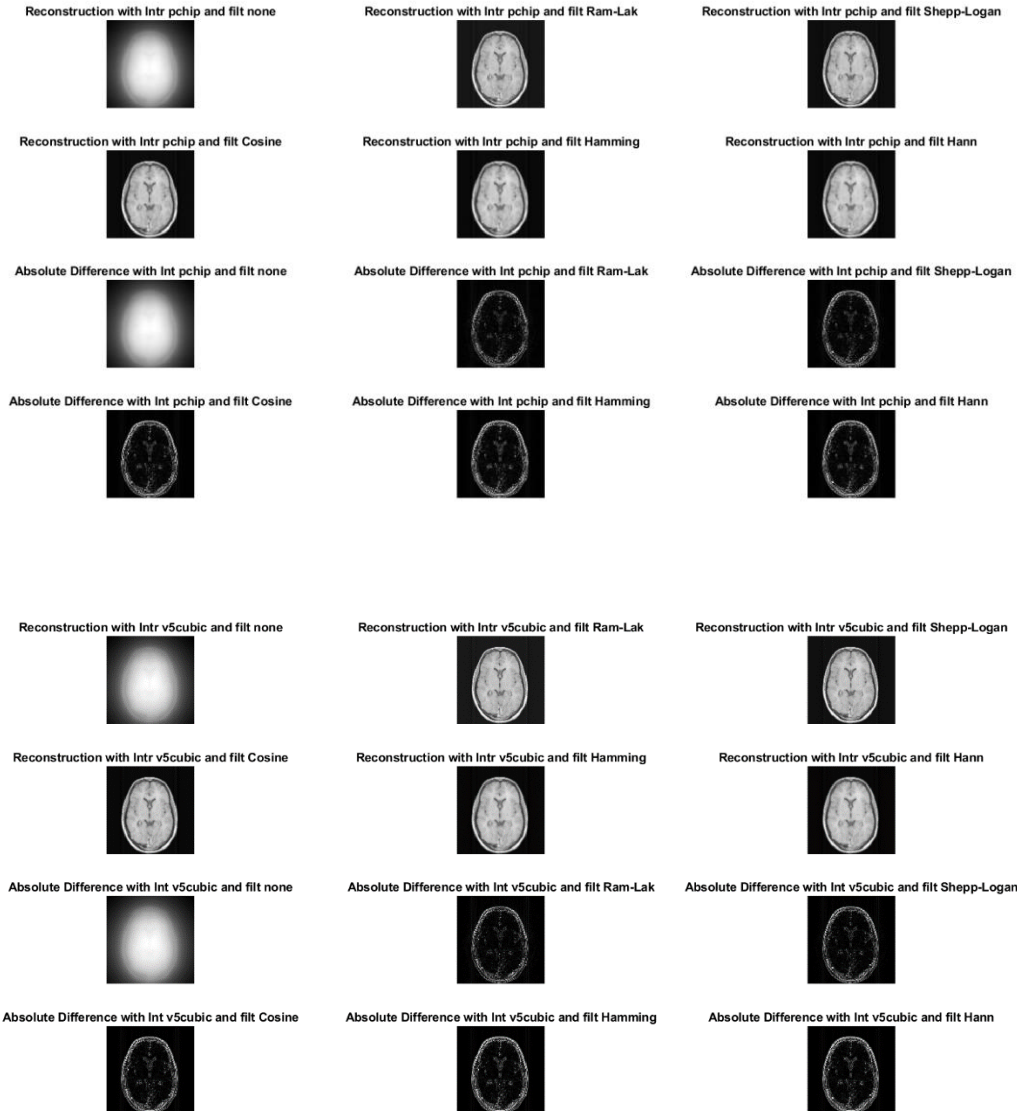 Reconstruction with Intr pchip and filt none
Reconstruction with Intr pchip and filt Ram-Lak
Reconstruction with Intr pchip and filt Shepp-Logan
Reconstruction with Intr pchip and filt Cosine
Reconstruction with Intr pchip and filt Hamming
Reconstruction with Intr pchip and filt Hann
Absolute Difference with Int pchip and filt none
Absolute Difference with Int pchip and filt Ram-Lak
Absolute Difference with Int pchip and filt Shepp-Logan
Absolute Difference with Int pchip and filt Cosine
Absolute Difference with Int pchip and filt Hamming
Absolute Difference with Int pchip and filt Hann
Reconstruction with Intr v5cubic and filt none
Reconstruction with Intr v5cubic and filt Ram-Lak
Reconstruction with Intr v5cubic and filt Shepp-Logan
Reconstruction with Intr v5cubic and filt Cosine
Reconstruction with Intr v5cubic and filt Hamming
Reconstruction with Intr v5cubic and filt Hann
Absolute Difference with Int v5cubic and filt none
Absolute Difference with Int v5cubic and filt Ram-Lak
Absolute Difference with Int v5cubic and filt Shepp-Logan
Absolute Difference with Int v5cubic and filt Cosine
Absolute Difference with Int v5cubic and filt Hamming
Absolute Difference with Int v5cubic and filt Hann